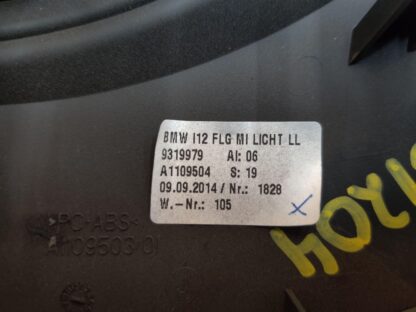 BMW I12 FLG MI LICHT LL
9319979 AI: 06
A1109504 S: 19
09.09.2014 / Nr.: 1828
W.-Nr.: 105 X
>PC-ABS<
A1109503 01